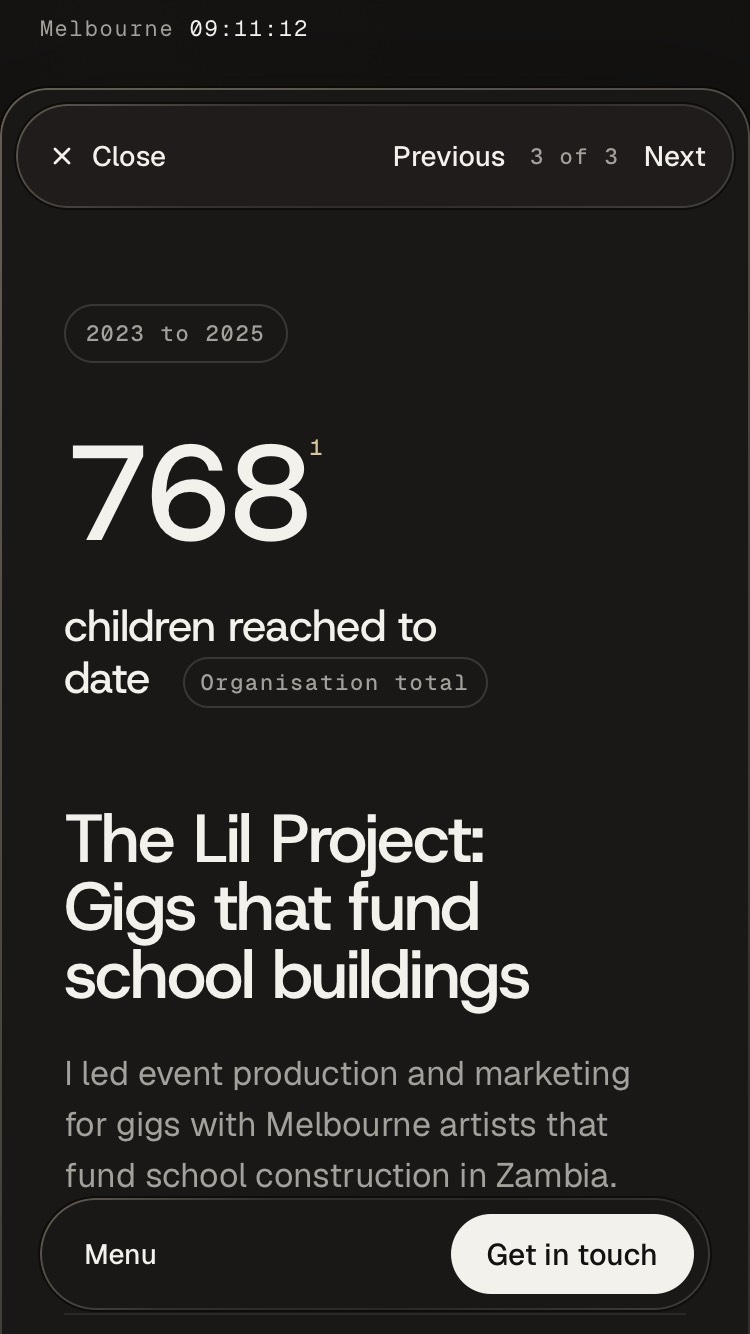 Melbourne 09:11:12
× Close Previous 3 of 3 Next
2023 to 2025
768¹
children reached to
date Organisation total
The Lil Project:
Gigs that fund
school buildings
I led event production and marketing
for gigs with Melbourne artists that
fund school construction in Zambia.
Menu Get in touch